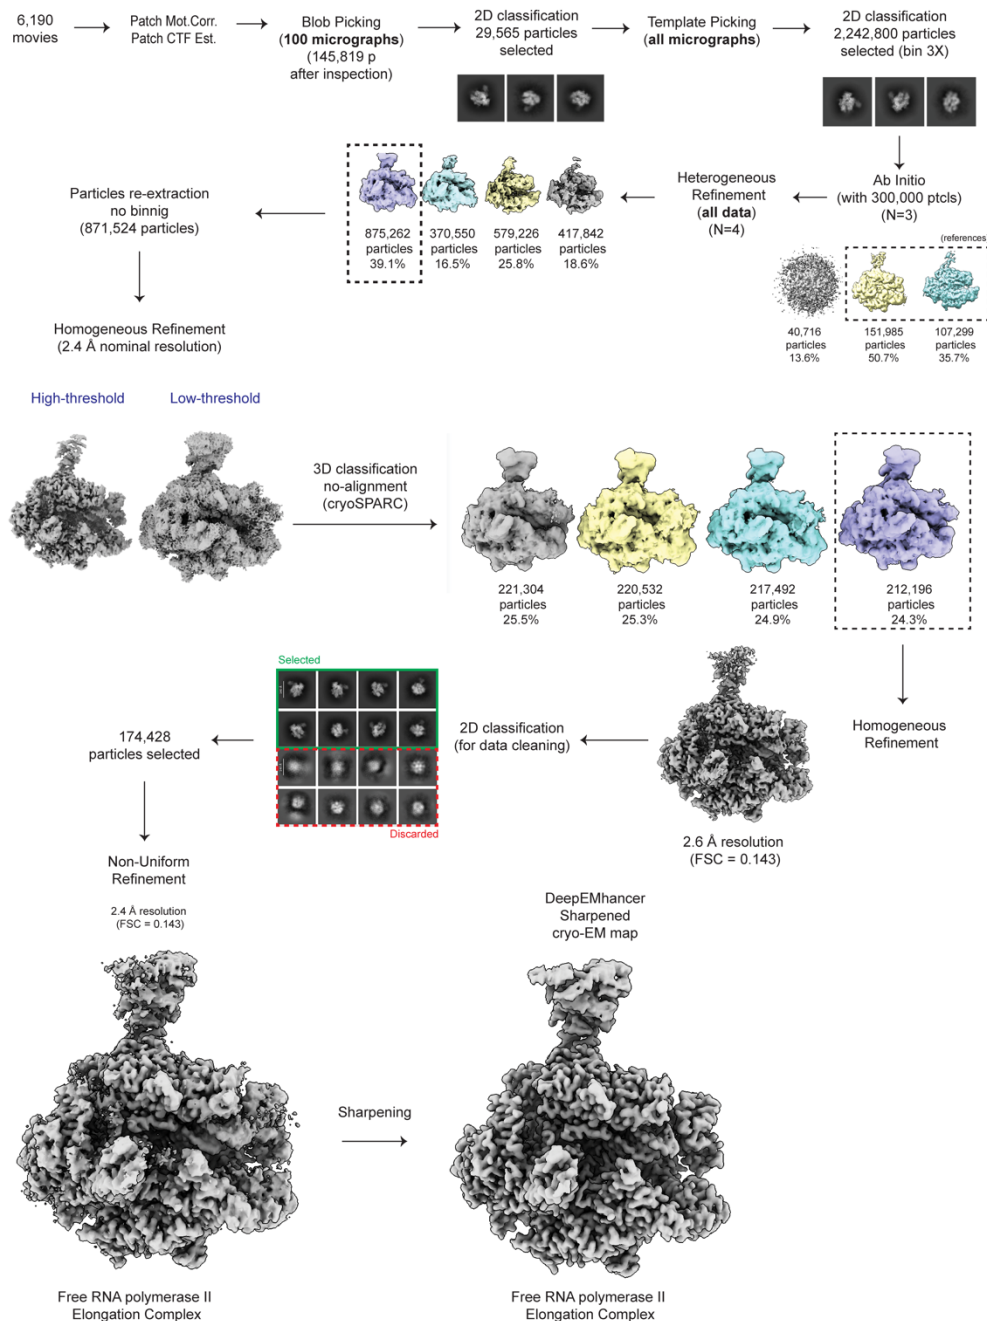 6,190
movies
Patch Mot.Corr.
Patch CTF Est.
Blob Picking
(100 micrographs)
(145,819 p
after inspection)
2D classification
29,565 particles
selected
Template Picking
(all micrographs)
2D classification
2,242,800 particles
selected (bin 3X)
Ab Initio
(with 300,000 ptcls)
(N=3)
(references)
40,716
particles
13.6%
151,985
particles
50.7%
107,299
particles
35.7%
Heterogeneous
Refinement
(all data)
(N=4)
875,262
particles
39.1%
370,550
particles
16.5%
579,226
particles
25.8%
417,842
particles
18.6%
Particles re-extraction
no binnig
(871,524 particles)
Homogeneous Refinement
(2.4 Å nominal resolution)
High-threshold
Low-threshold
3D classification
no-alignment
(cryoSPARC)
221,304
particles
25.5%
220,532
particles
25.3%
217,492
particles
24.9%
212,196
particles
24.3%
Homogeneous
Refinement
2.6 Å resolution
(FSC = 0.143)
2D classification
(for data cleaning)
Selected
Discarded
174,428
particles selected
Non-Uniform
Refinement
2.4 Å resolution
(FSC = 0.143)
Free RNA polymerase II
Elongation Complex
Sharpening
DeepEMhancer
Sharpened
cryo-EM map
Free RNA polymerase II
Elongation Complex